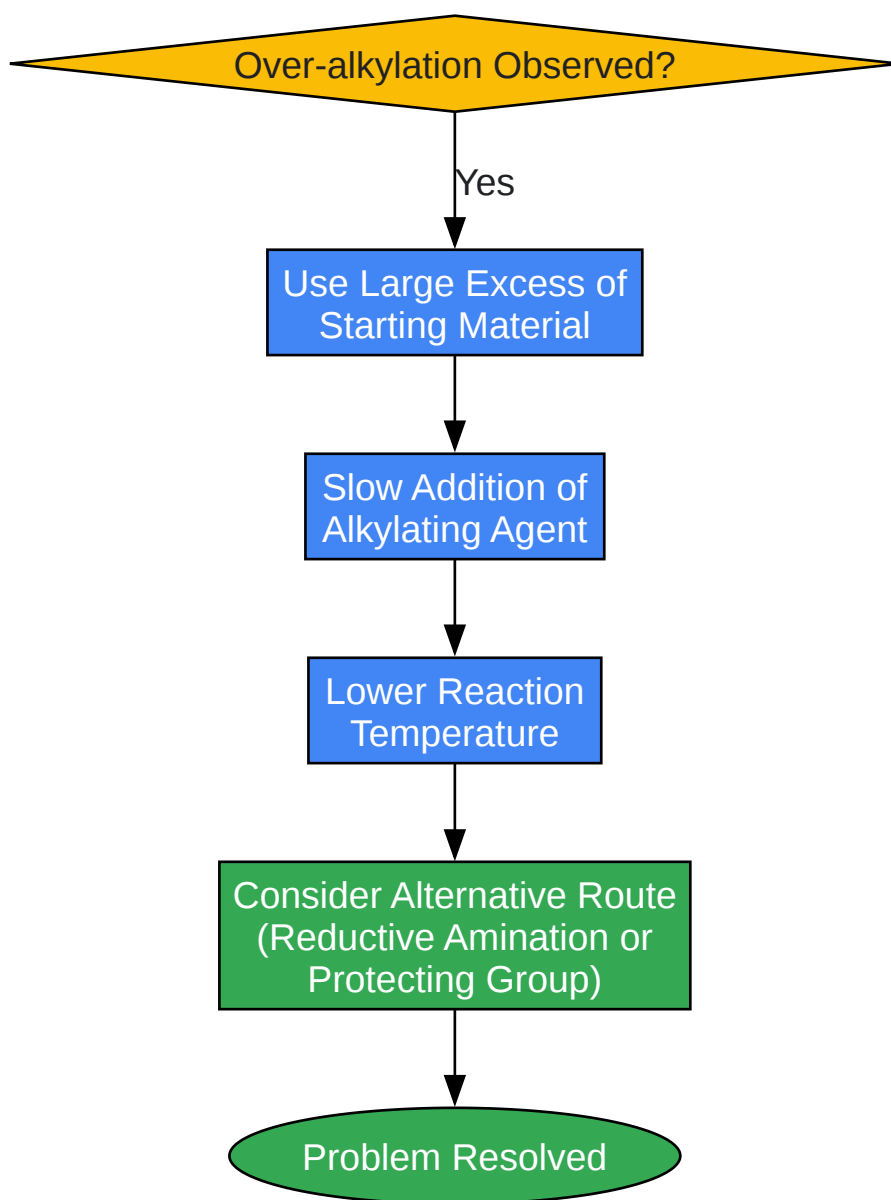 Over-alkylation Observed?
Yes
Use Large Excess of
Starting Material
Slow Addition of
Alkylating Agent
Lower Reaction
Temperature
Consider Alternative Route
(Reductive Amination or
Protecting Group)
Problem Resolved